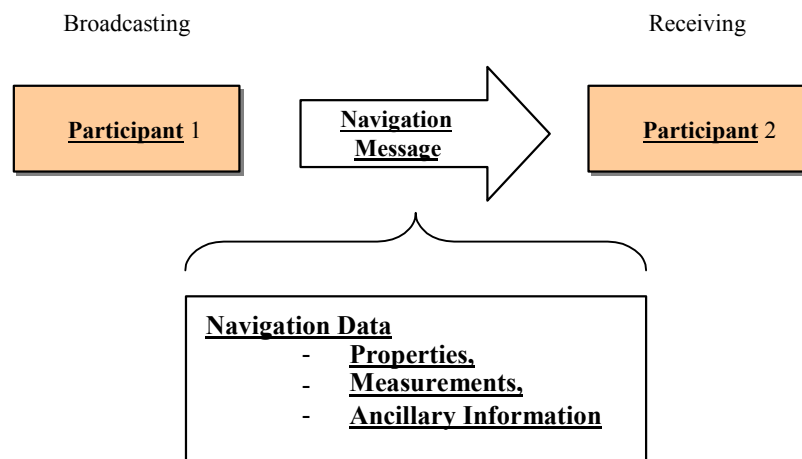 Broadcasting
Receiving
Participant 1
Navigation
Message
Participant 2
Navigation Data
- Properties,
- Measurements,
- Ancillary Information